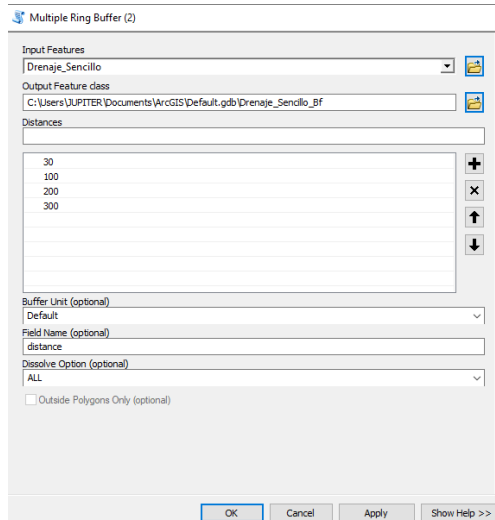 Multiple Ring Buffer (2)
Input Features
Drenaje_Sencillo
Output Feature class
C:\Users\JUPITER\Documents\ArcGIS\Default.gdb\Drenaje_Sencillo_Bf
Distances
30
100
200
300
Buffer Unit (optional)
Default
Field Name (optional)
distance
Dissolve Option (optional)
ALL
Outside Polygons Only (optional)
OK Cancel Apply Show Help >>